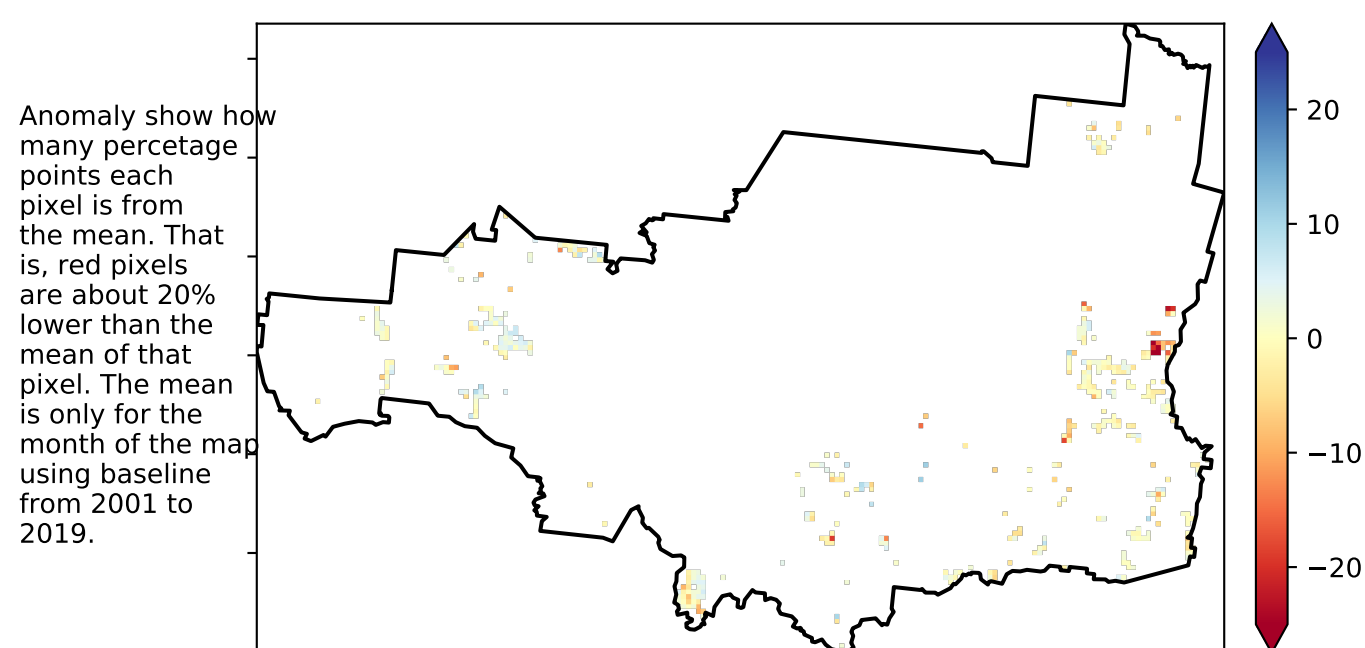 Anomaly show how
many percetage
points each
pixel is from
the mean. That
is, red pixels
are about 20%
lower than the
mean of that
pixel. The mean
is only for the
month of the map
using baseline
from 2001 to
2019.
20
10
0
−10
−20